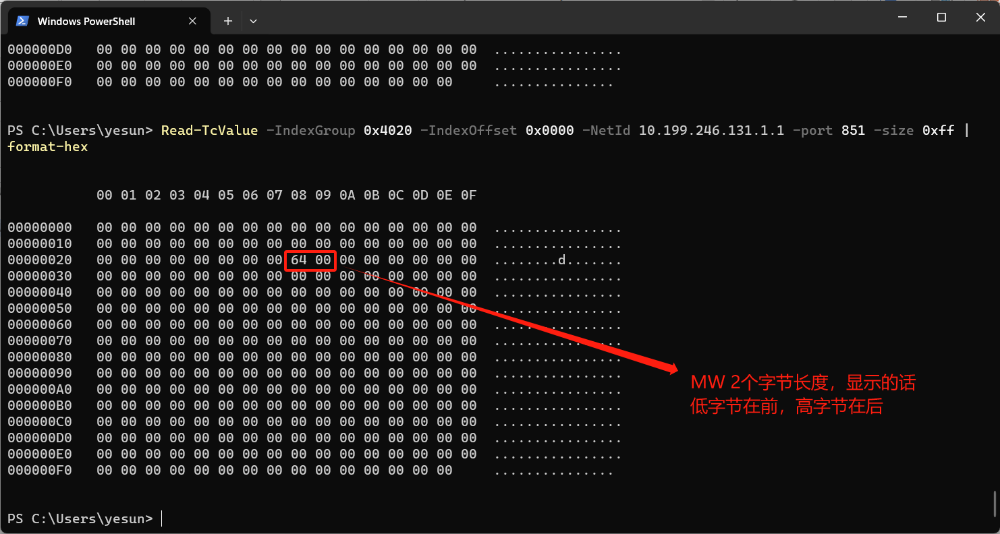 Windows PowerShell
000000D0 00 00 00 00 00 00 00 00 00 00 00 00 00 00 00 00 ................
000000E0 00 00 00 00 00 00 00 00 00 00 00 00 00 00 00 00 ................
000000F0 00 00 00 00 00 00 00 00 00 00 00 00 00 00 00 ...............
PS C:\Users\yesun> Read-TcValue -IndexGroup 0x4020 -IndexOffset 0x0000 -NetId 10.199.246.131.1.1 -port 851 -size 0xff |
format-hex
00 01 02 03 04 05 06 07 08 09 0A 0B 0C 0D 0E 0F
00000000 00 00 00 00 00 00 00 00 00 00 00 00 00 00 00 00 ................
00000010 00 00 00 00 00 00 00 00 00 00 00 00 00 00 00 00 ................
00000020 00 00 00 00 00 00 00 00 64 00 00 00 00 00 00 00 ........d.......
00000030 00 00 00 00 00 00 00 00 00 00 00 00 00 00 00 00 ................
00000040 00 00 00 00 00 00 00 00 00 00 00 00 00 00 00 00 ................
00000050 00 00 00 00 00 00 00 00 00 00 00 00 00 00 00 00 ................
00000060 00 00 00 00 00 00 00 00 00 00 00 00 00 00 00 00 ................
00000070 00 00 00 00 00 00 00 00 00 00 00 00 00 00 00 00 ................
00000080 00 00 00 00 00 00 00 00 00 00 00 00 00 00 00 00 ................
00000090 00 00 00 00 00 00 00 00 00 00 00 00 00 00 00 00 ................
000000A0 00 00 00 00 00 00 00 00 00 00 00 00 00 00 00 00 ................
000000B0 00 00 00 00 00 00 00 00 00 00 00 00 00 00 00 00 ................
000000C0 00 00 00 00 00 00 00 00 00 00 00 00 00 00 00 00 ................
000000D0 00 00 00 00 00 00 00 00 00 00 00 00 00 00 00 00 ................
000000E0 00 00 00 00 00 00 00 00 00 00 00 00 00 00 00 00 ................
000000F0 00 00 00 00 00 00 00 00 00 00 00 00 00 00 00 ...............
MW 2个字节长度，显示的话
低字节在前，高字节在后
PS C:\Users\yesun>